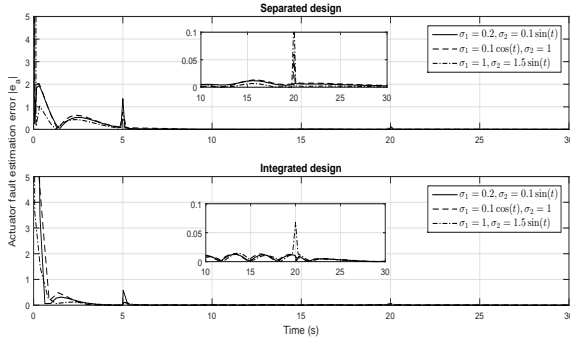 Separated design
Actuator fault estimation error |e_a|
5
4
3
2
1
0
0 5 10 15 20 25 30
0.1
0.05
0
10 15 20 25 30
σ₁ = 0.2, σ₂ = 0.1 sin(t)
σ₁ = 0.1 cos(t), σ₂ = 1
σ₁ = 1, σ₂ = 1.5 sin(t)
Integrated design
5
4
3
2
1
0
0 5 10 15 20 25 30
0.1
0.05
0
10 15 20 25 30
σ₁ = 0.2, σ₂ = 0.1 sin(t)
σ₁ = 0.1 cos(t), σ₂ = 1
σ₁ = 1, σ₂ = 1.5 sin(t)
Time (s)